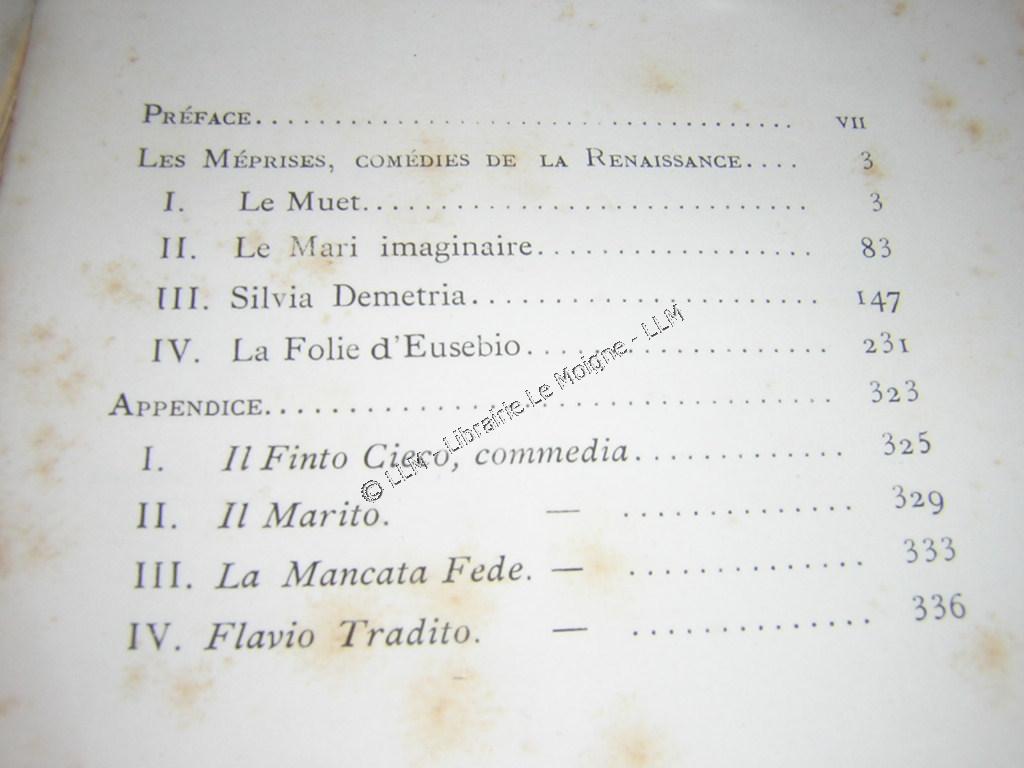 PRÉFACE........................................ VII
LES MÉPRISES, COMÉDIES DE LA RENAISSANCE.... 3
I. Le Muet.................................. 3
II. Le Mari imaginaire................... 83
III. Silvia Demetria....................... 147
IV. La Folie d'Eusebio.................... 231
APPENDICE..................................... 323
I. Il Finto Cieco, commedia.............. 325
II. Il Marito. — .............. 329
III. La Mancata Fede. — .............. 333
IV. Flavio Tradito. — .............. 336
© LLM - Librairie Le Moigne - LLM